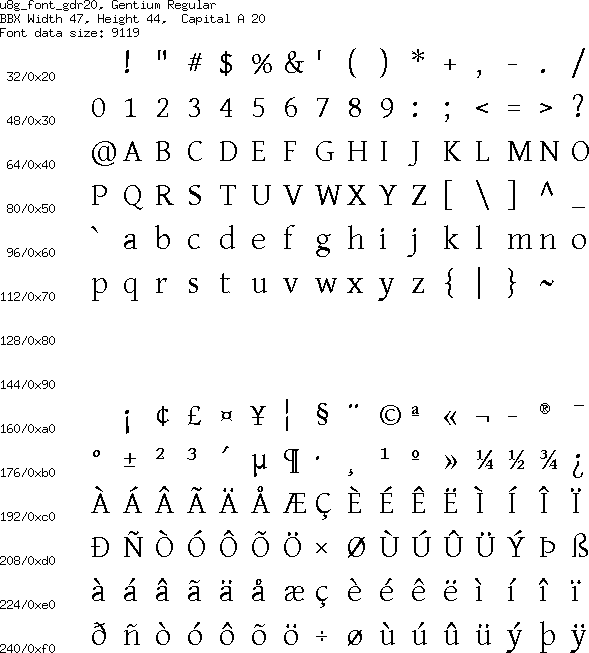 u8g_font_gdr20, Gentium Regular
BBX Width 47, Height 44,  Capital A 20
Font data size: 9119
32/0x20 ! " # $ % & ' ( ) * + , - . /
48/0x30 0 1 2 3 4 5 6 7 8 9 : ; < = > ?
64/0x40 @ A B C D E F G H I J K L M N O
80/0x50 P Q R S T U V W X Y Z [ \ ] ^ _
96/0x60 ` a b c d e f g h i j k l m n o
112/0x70 p q r s t u v w x y z { | } ~
128/0x80
144/0x90
160/0xa0 ¡ ¢ £ ¤ ¥ ¦ § ¨ © ª « ¬ - ® ¯
176/0xb0 ° ± ² ³ ´ µ ¶ · ¸ ¹ º » ¼ ½ ¾ ¿
192/0xc0 À Á Â Ã Ä Å Æ Ç È É Ê Ë Ì Í Î Ï
208/0xd0 Ð Ñ Ò Ó Ô Õ Ö × Ø Ù Ú Û Ü Ý Þ ß
224/0xe0 à á â ã ä å æ ç è é ê ë ì í î ï
240/0xf0 ð ñ ò ó ô õ ö ÷ ø ù ú û ü ý þ ÿ